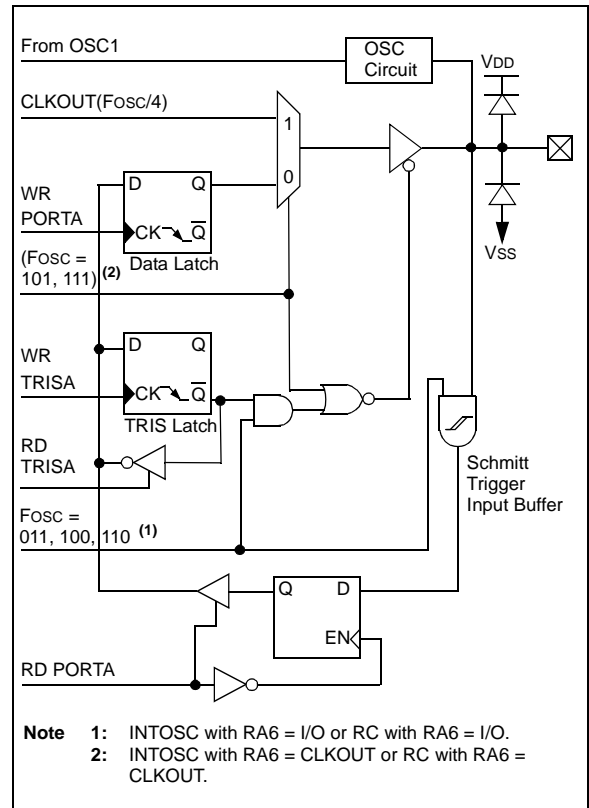 From OSC1
OSC
Circuit
VDD
CLKOUT(FOSC/4)
1
0
D Q
WR
PORTA
CK Q
Data Latch
VSS
(FOSC =
101, 111) (2)
D Q
WR
TRISA
CK Q
TRIS Latch
RD
TRISA
Schmitt
Trigger
Input Buffer
FOSC =
011, 100, 110 (1)
Q D
EN
RD PORTA
Note 1: INTOSC with RA6 = I/O or RC with RA6 = I/O.
2: INTOSC with RA6 = CLKOUT or RC with RA6 =
CLKOUT.